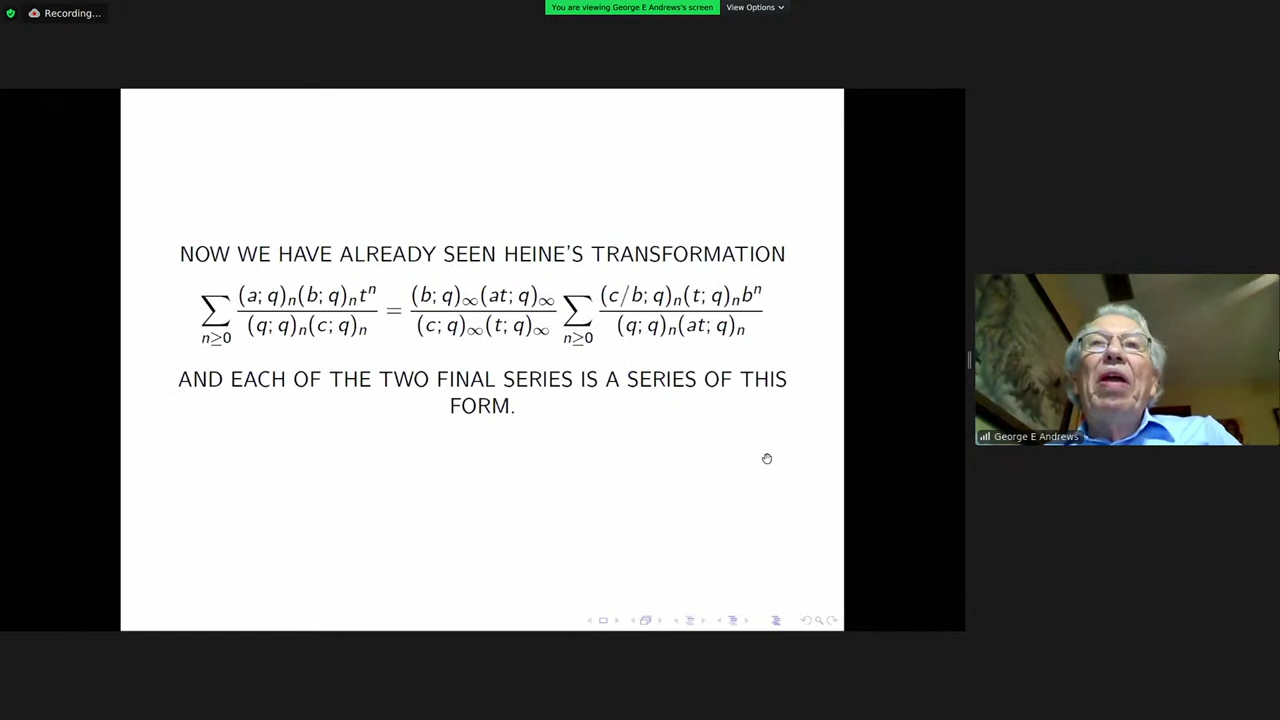 Recording...
You are viewing George E Andrews's screen
View Options
NOW WE HAVE ALREADY SEEN HEINE'S TRANSFORMATION
∑_{n≥0} (a; q)_n(b; q)_n t^n / (q; q)_n(c; q)_n = (b; q)_∞(at; q)_∞ / (c; q)_∞(t; q)_∞ ∑_{n≥0} (c/b; q)_n(t; q)_n b^n / (q; q)_n(at; q)_n
AND EACH OF THE TWO FINAL SERIES IS A SERIES OF THIS
FORM.
George E Andrews